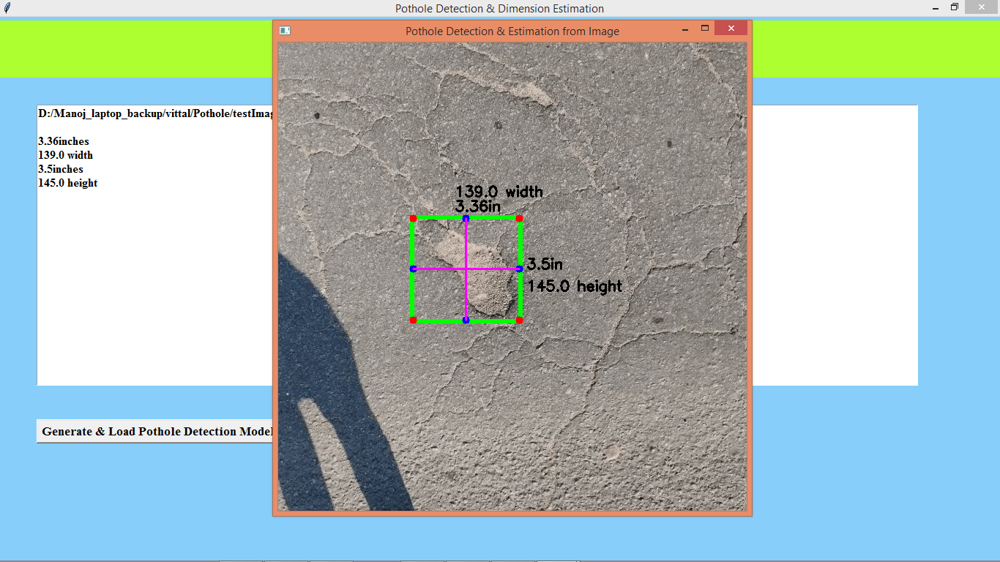 Pothole Detection & Dimension Estimation
Pothole Detection & Estimation from Image
D:/Manoj_laptop_backup/vittal/Pothole/testImag
3.36inches
139.0 width
3.5inches
145.0 height
139.0 width
3.36in
3.5in
145.0 height
Generate & Load Pothole Detection Model